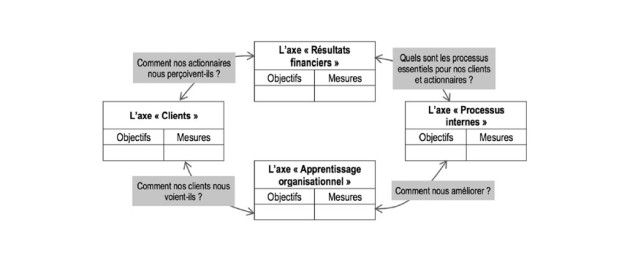 L'axe « Résultats
financiers »
Objectifs Mesures
Comment nos actionnaires
nous perçoivent-ils ?
Quels sont les processus
essentiels pour nos clients
et actionnaires ?
L'axe « Clients »
Objectifs Mesures
L'axe « Processus
internes »
Objectifs Mesures
L'axe « Apprentissage
organisationnel »
Objectifs Mesures
Comment nos clients nous
voient-ils ?
Comment nous améliorer ?